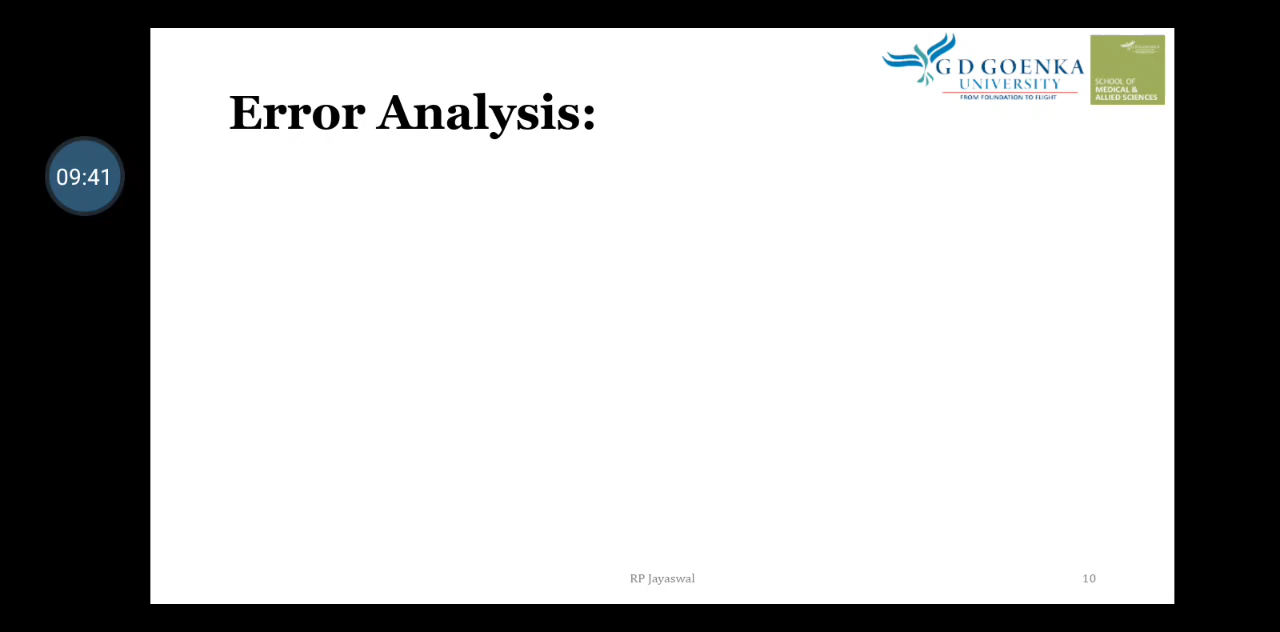 G D GOENKA
UNIVERSITY
FROM FOUNDATION TO FLIGHT
SCHOOL OF
MEDICAL &
ALLIED SCIENCES
Error Analysis:
09:41
RP Jayaswal
10